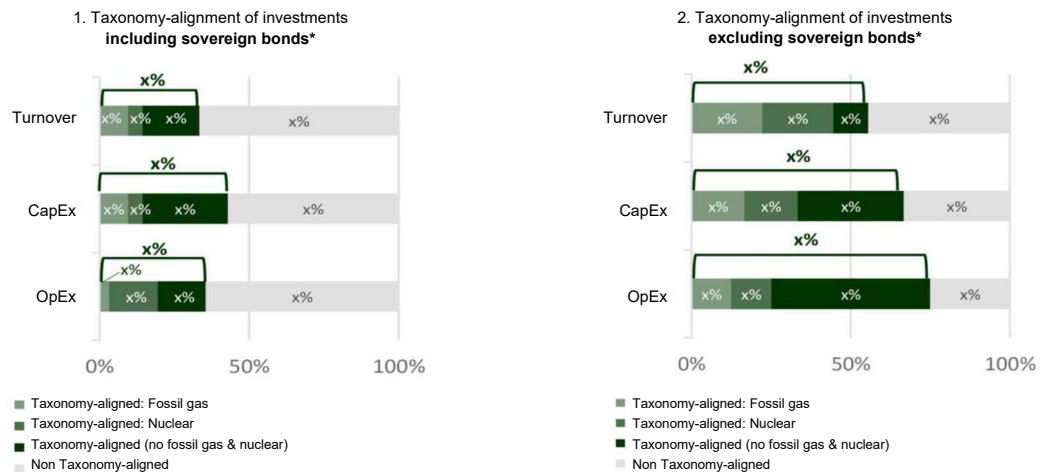 1. Taxonomy-alignment of investments
including sovereign bonds*
x%
Turnover
x% x% x% x%
x%
CapEx
x% x% x% x%
x%
x%
OpEx
x% x% x%
0% 50% 100%
Taxonomy-aligned: Fossil gas
Taxonomy-aligned: Nuclear
Taxonomy-aligned (no fossil gas & nuclear)
Non Taxonomy-aligned
2. Taxonomy-alignment of investments
excluding sovereign bonds*
x%
Turnover
x% x% x% x%
x%
CapEx
x% x% x% x%
x%
OpEx
x% x% x% x%
0% 50% 100%
Taxonomy-aligned: Fossil gas
Taxonomy-aligned: Nuclear
Taxonomy-aligned (no fossil gas & nuclear)
Non Taxonomy-aligned